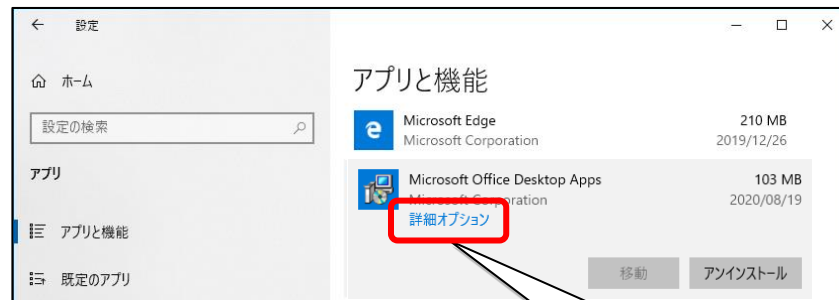 設定
ホーム
設定の検索
アプリ
アプリと機能
既定のアプリ
アプリと機能
Microsoft Edge
210 MB
Microsoft Corporation
2019/12/26
Microsoft Office Desktop Apps
103 MB
Microsoft Corporation
2020/08/19
詳細オプション
移動
アンインストール